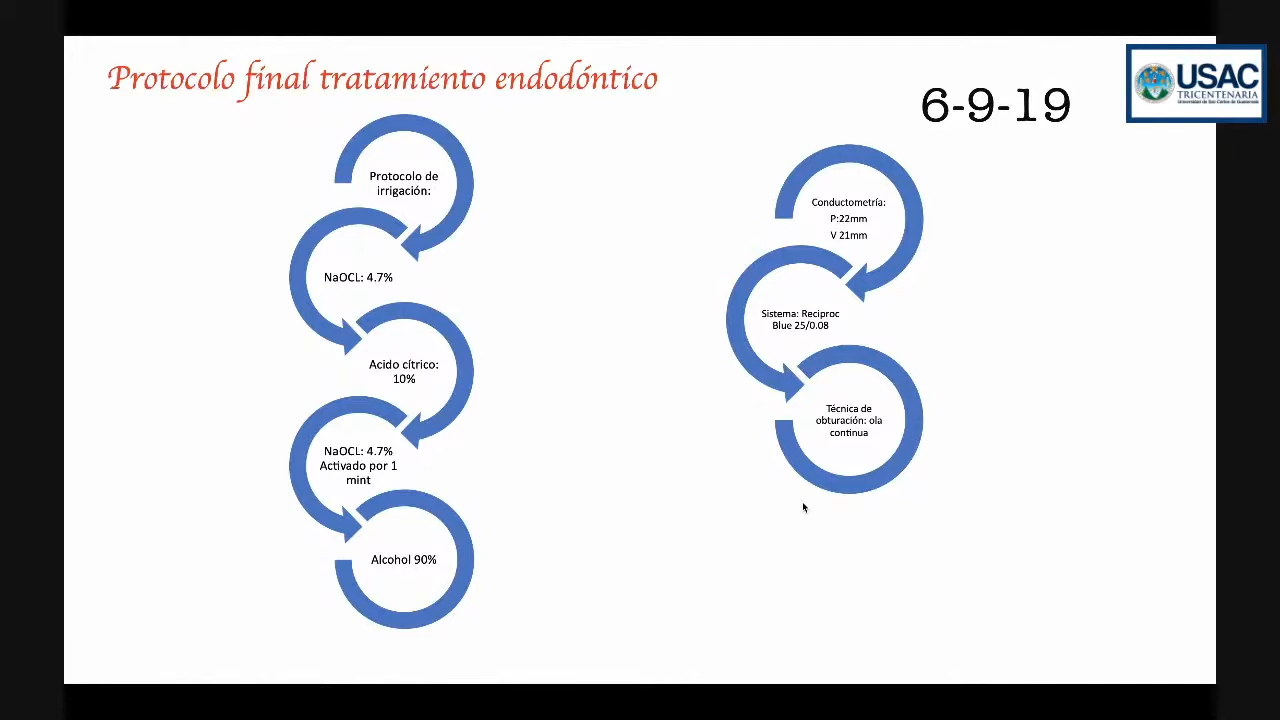 Protocolo final tratamiento endodóntico
6-9-19
USAC
TRICENTENARIA
Universidad de San Carlos de Guatemala
Protocolo de
irrigación:
NaOCL: 4.7%
Acido cítrico:
10%
NaOCL: 4.7%
Activado por 1
mint
Alcohol 90%
Conductometría:
P:22mm
V 21mm
Sistema: Reciproc
Blue 25/0.08
Técnica de
obturación: ola
continua